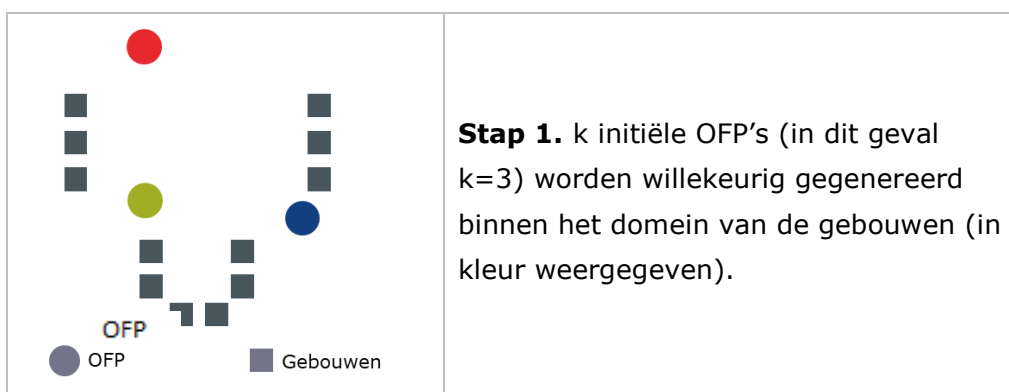 Stap 1. k initiële OFP's (in dit geval
k=3) worden willekeurig gegenereerd
binnen het domein van de gebouwen (in
kleur weergegeven).
OFP
OFP
Gebouwen